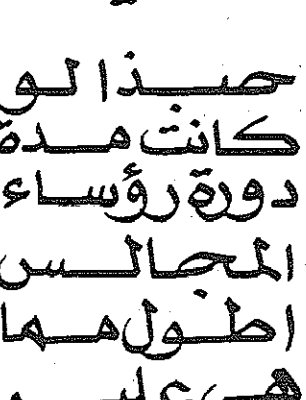 حبذا لو
كانت مدة
دورة رؤساء
المجالس
اطول مما
هي